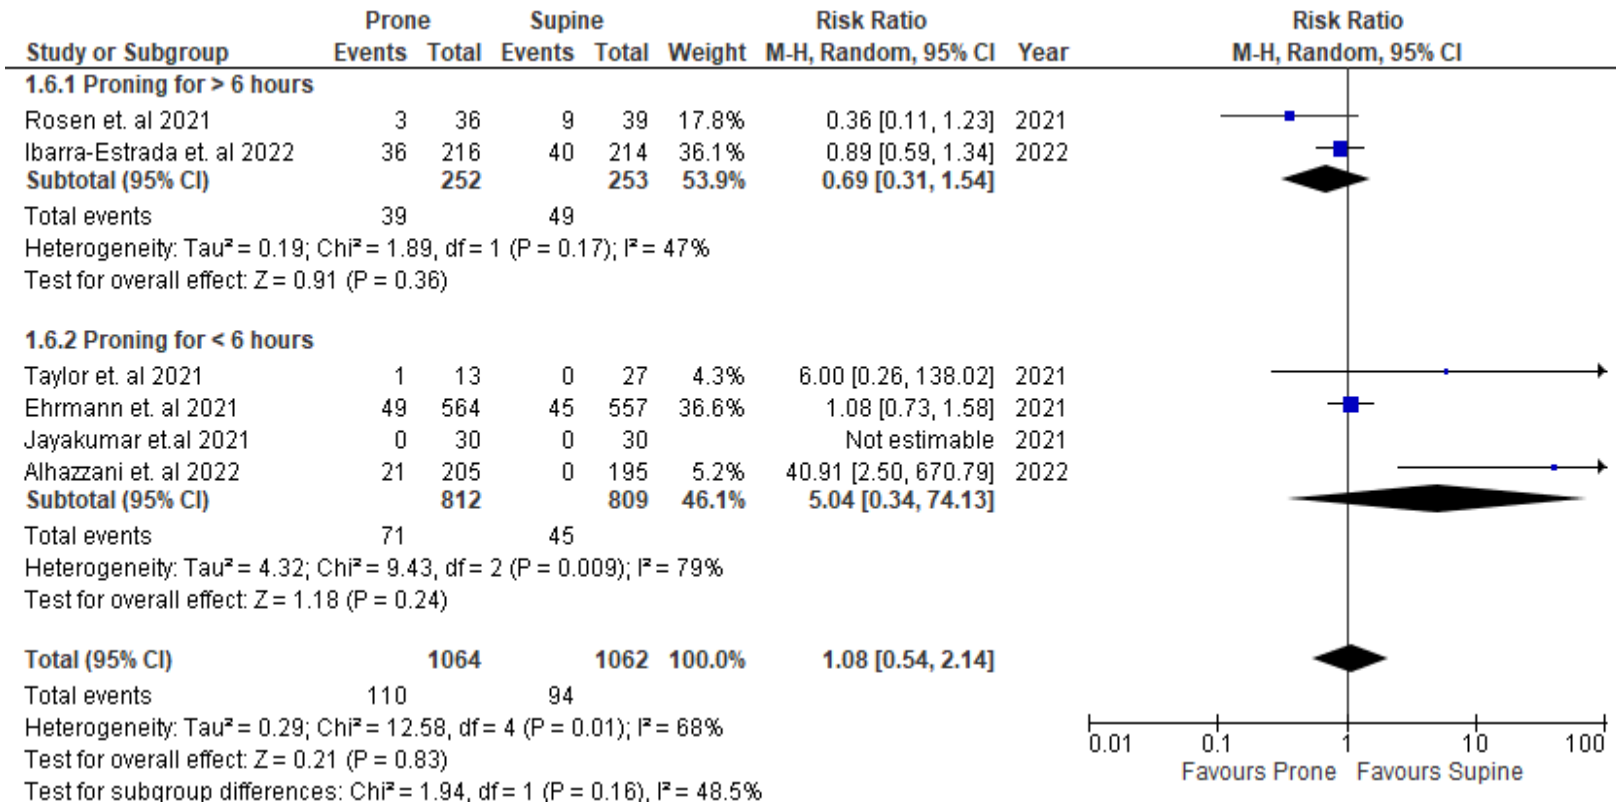 Prone Supine Risk Ratio Risk Ratio
Study or Subgroup Events Total Events Total Weight M-H, Random, 95% CI Year M-H, Random, 95% CI
1.6.1 Proning for > 6 hours
Rosen et. al 2021 3 36 9 39 17.8% 0.36 [0.11, 1.23] 2021
Ibarra-Estrada et. al 2022 36 216 40 214 36.1% 0.89 [0.59, 1.34] 2022
Subtotal (95% CI) 252 253 53.9% 0.69 [0.31, 1.54]
Total events 39 49
Heterogeneity: Tau² = 0.19; Chi² = 1.89, df = 1 (P = 0.17); I² = 47%
Test for overall effect: Z = 0.91 (P = 0.36)
1.6.2 Proning for < 6 hours
Taylor et. al 2021 1 13 0 27 4.3% 6.00 [0.26, 138.02] 2021
Ehrmann et. al 2021 49 564 45 557 36.6% 1.08 [0.73, 1.58] 2021
Jayakumar et.al 2021 0 30 0 30 Not estimable 2021
Alhazzani et. al 2022 21 205 0 195 5.2% 40.91 [2.50, 670.79] 2022
Subtotal (95% CI) 812 809 46.1% 5.04 [0.34, 74.13]
Total events 71 45
Heterogeneity: Tau² = 4.32; Chi² = 9.43, df = 2 (P = 0.009); I² = 79%
Test for overall effect: Z = 1.18 (P = 0.24)
Total (95% CI) 1064 1062 100.0% 1.08 [0.54, 2.14]
Total events 110 94
Heterogeneity: Tau² = 0.29; Chi² = 12.58, df = 4 (P = 0.01); I² = 68%
Test for overall effect: Z = 0.21 (P = 0.83)
Test for subgroup differences: Chi² = 1.94, df = 1 (P = 0.16), I² = 48.5%
0.01 0.1 1 10 100
Favours Prone Favours Supine